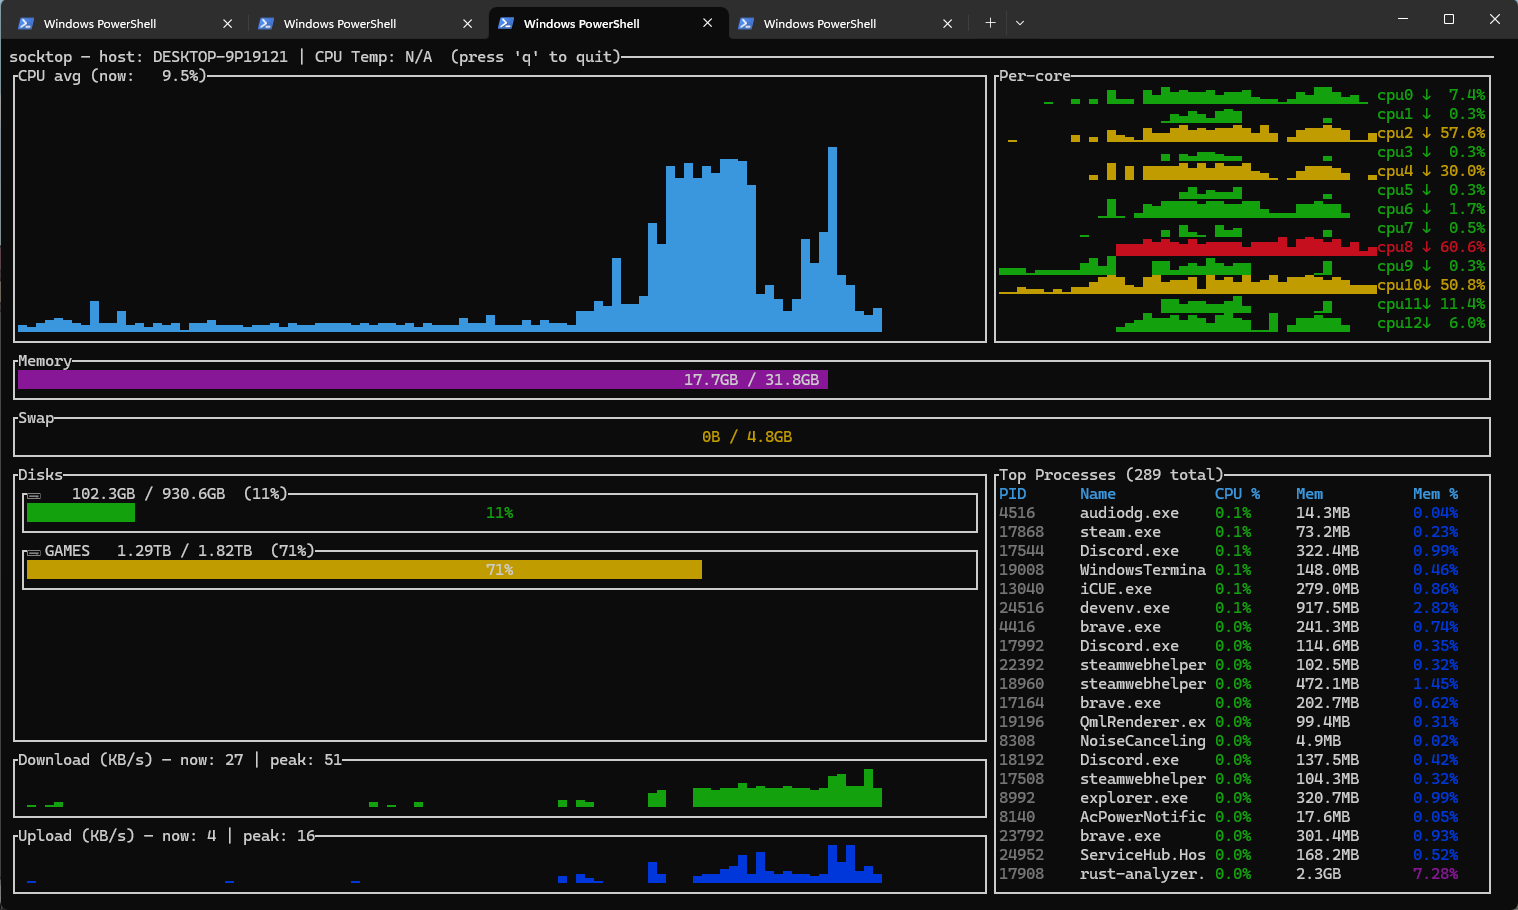 Windows PowerShell
Windows PowerShell
Windows PowerShell
Windows PowerShell
socktop — host: DESKTOP-9P19121 | CPU Temp: N/A  (press 'q' to quit)
CPU avg (now:   9.5%)
Per-core
cpu0 ↓  7.4%
cpu1 ↓  0.3%
cpu2 ↓ 57.6%
cpu3 ↓  0.3%
cpu4 ↓ 30.0%
cpu5 ↓  0.3%
cpu6 ↓  1.7%
cpu7 ↓  0.5%
cpu8 ↓ 60.6%
cpu9 ↓  0.3%
cpu10↓ 50.8%
cpu11↓ 11.4%
cpu12↓  6.0%
Memory
17.7GB / 31.8GB
Swap
0B / 4.8GB
Disks
102.3GB / 930.6GB  (11%)
11%
GAMES   1.29TB / 1.82TB  (71%)
71%
Download (KB/s) — now: 27 | peak: 51
Upload (KB/s) — now: 4 | peak: 16
Top Processes (289 total)
PID Name CPU % Mem Mem %
4516 audiodg.exe 0.1% 14.3MB 0.04%
17868 steam.exe 0.1% 73.2MB 0.23%
17544 Discord.exe 0.1% 322.4MB 0.99%
19008 WindowsTermina 0.1% 148.0MB 0.46%
13040 iCUE.exe 0.1% 279.0MB 0.86%
24516 devenv.exe 0.1% 917.5MB 2.82%
4416 brave.exe 0.0% 241.3MB 0.74%
17992 Discord.exe 0.0% 114.6MB 0.35%
22392 steamwebhelper 0.0% 102.5MB 0.32%
18960 steamwebhelper 0.0% 472.1MB 1.45%
17164 brave.exe 0.0% 202.7MB 0.62%
19196 QmlRenderer.ex 0.0% 99.4MB 0.31%
8308 NoiseCanceling 0.0% 4.9MB 0.02%
18192 Discord.exe 0.0% 137.5MB 0.42%
17508 steamwebhelper 0.0% 104.3MB 0.32%
8992 explorer.exe 0.0% 320.7MB 0.99%
8140 AcPowerNotific 0.0% 17.6MB 0.05%
23792 brave.exe 0.0% 301.4MB 0.93%
24952 ServiceHub.Hos 0.0% 168.2MB 0.52%
17908 rust-analyzer. 0.0% 2.3GB 7.28%